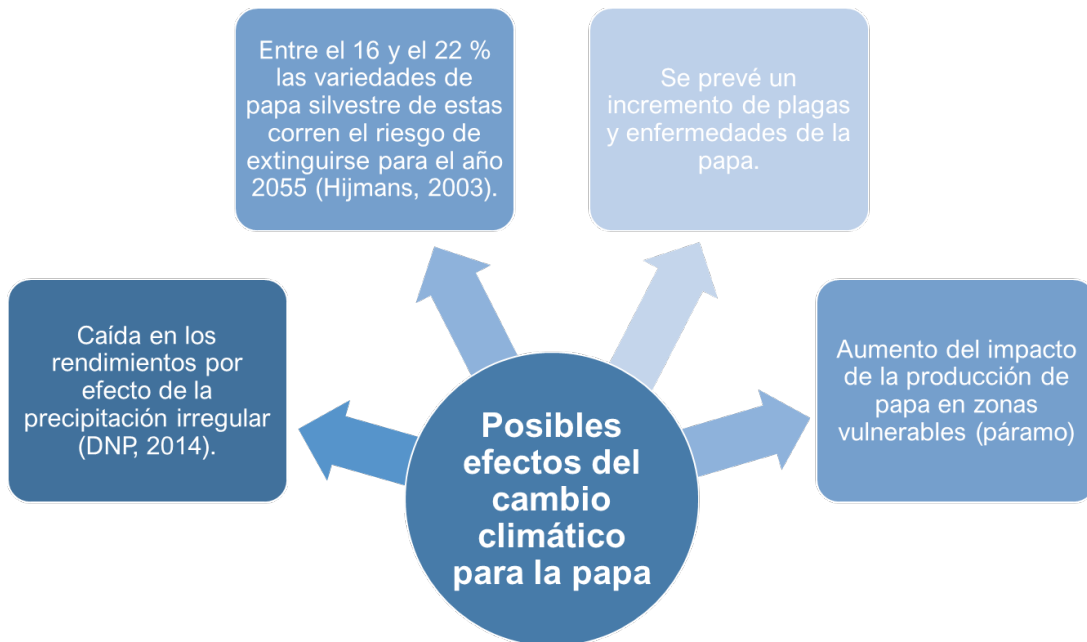 Entre el 16 y el 22 %
las variedades de
papa silvestre de estas
corren el riesgo de
extinguirse para el año
2055 (Hijmans, 2003).
Se prevé un
incremento de plagas
y enfermedades de la
papa.
Caída en los
rendimientos por
efecto de la
precipitación irregular
(DNP, 2014).
Aumento del impacto
de la producción de
papa en zonas
vulnerables (páramo)
Posibles
efectos del
cambio
climático
para la papa